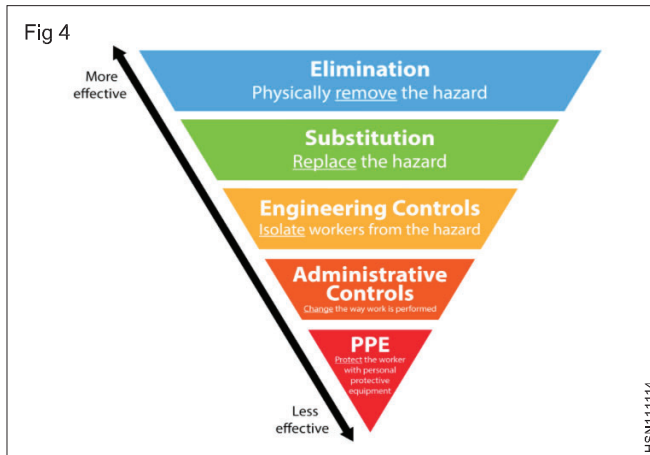 Fig 4
More
effective
Elimination
Physically remove the hazard
Substitution
Replace the hazard
Engineering Controls
Isolate workers from the hazard
Administrative
Controls
Change the way work is performed
PPE
Protect the worker
with personal
protective
equipment
Less
effective
HSN111114